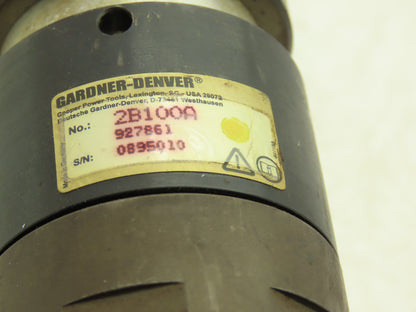 GARDNER-DENVER®
Cooper Power Tools, Lexington, SC - USA 29072
Deutsche Gardner-Denver, D-73461 Westhausen
No.: 2B100A
927861
S/N: 0895010